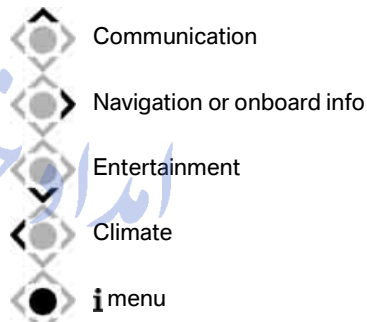 Communication
Navigation or onboard info
Entertainment
Climate
i menu